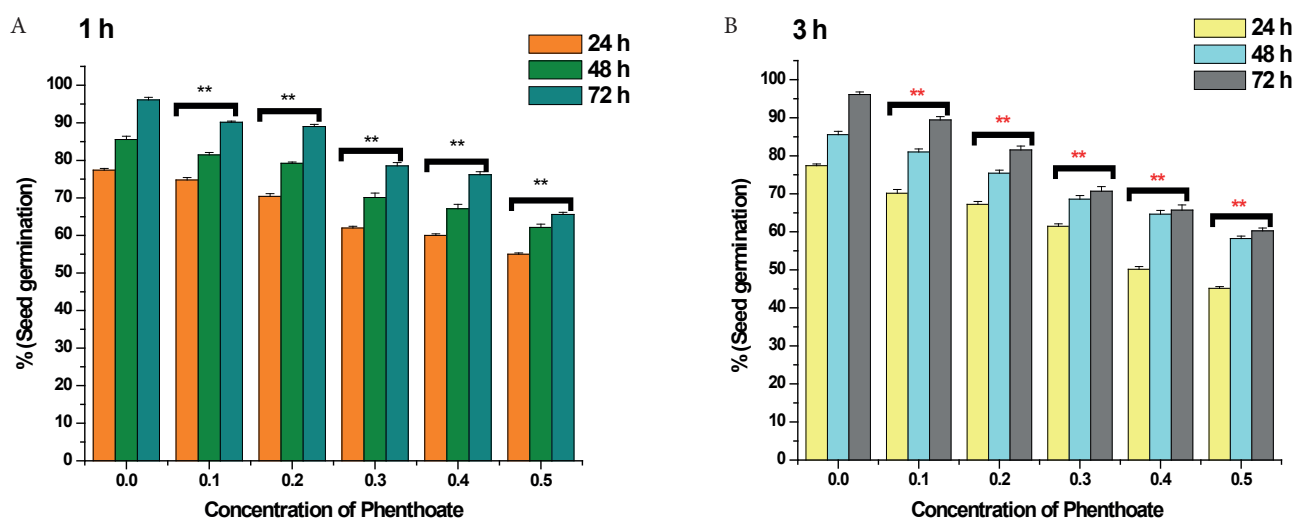 A
1 h
24 h
48 h
72 h
% (Seed germination)
100
90
80
70
60
50
40
30
20
10
0
**
**
**
**
**
0.0 0.1 0.2 0.3 0.4 0.5
Concentration of Phenthoate
B
3 h
24 h
48 h
72 h
% (Seed germination)
100
90
80
70
60
50
40
30
20
10
0
**
**
**
**
**
0.0 0.1 0.2 0.3 0.4 0.5
Concentration of Phenthoate